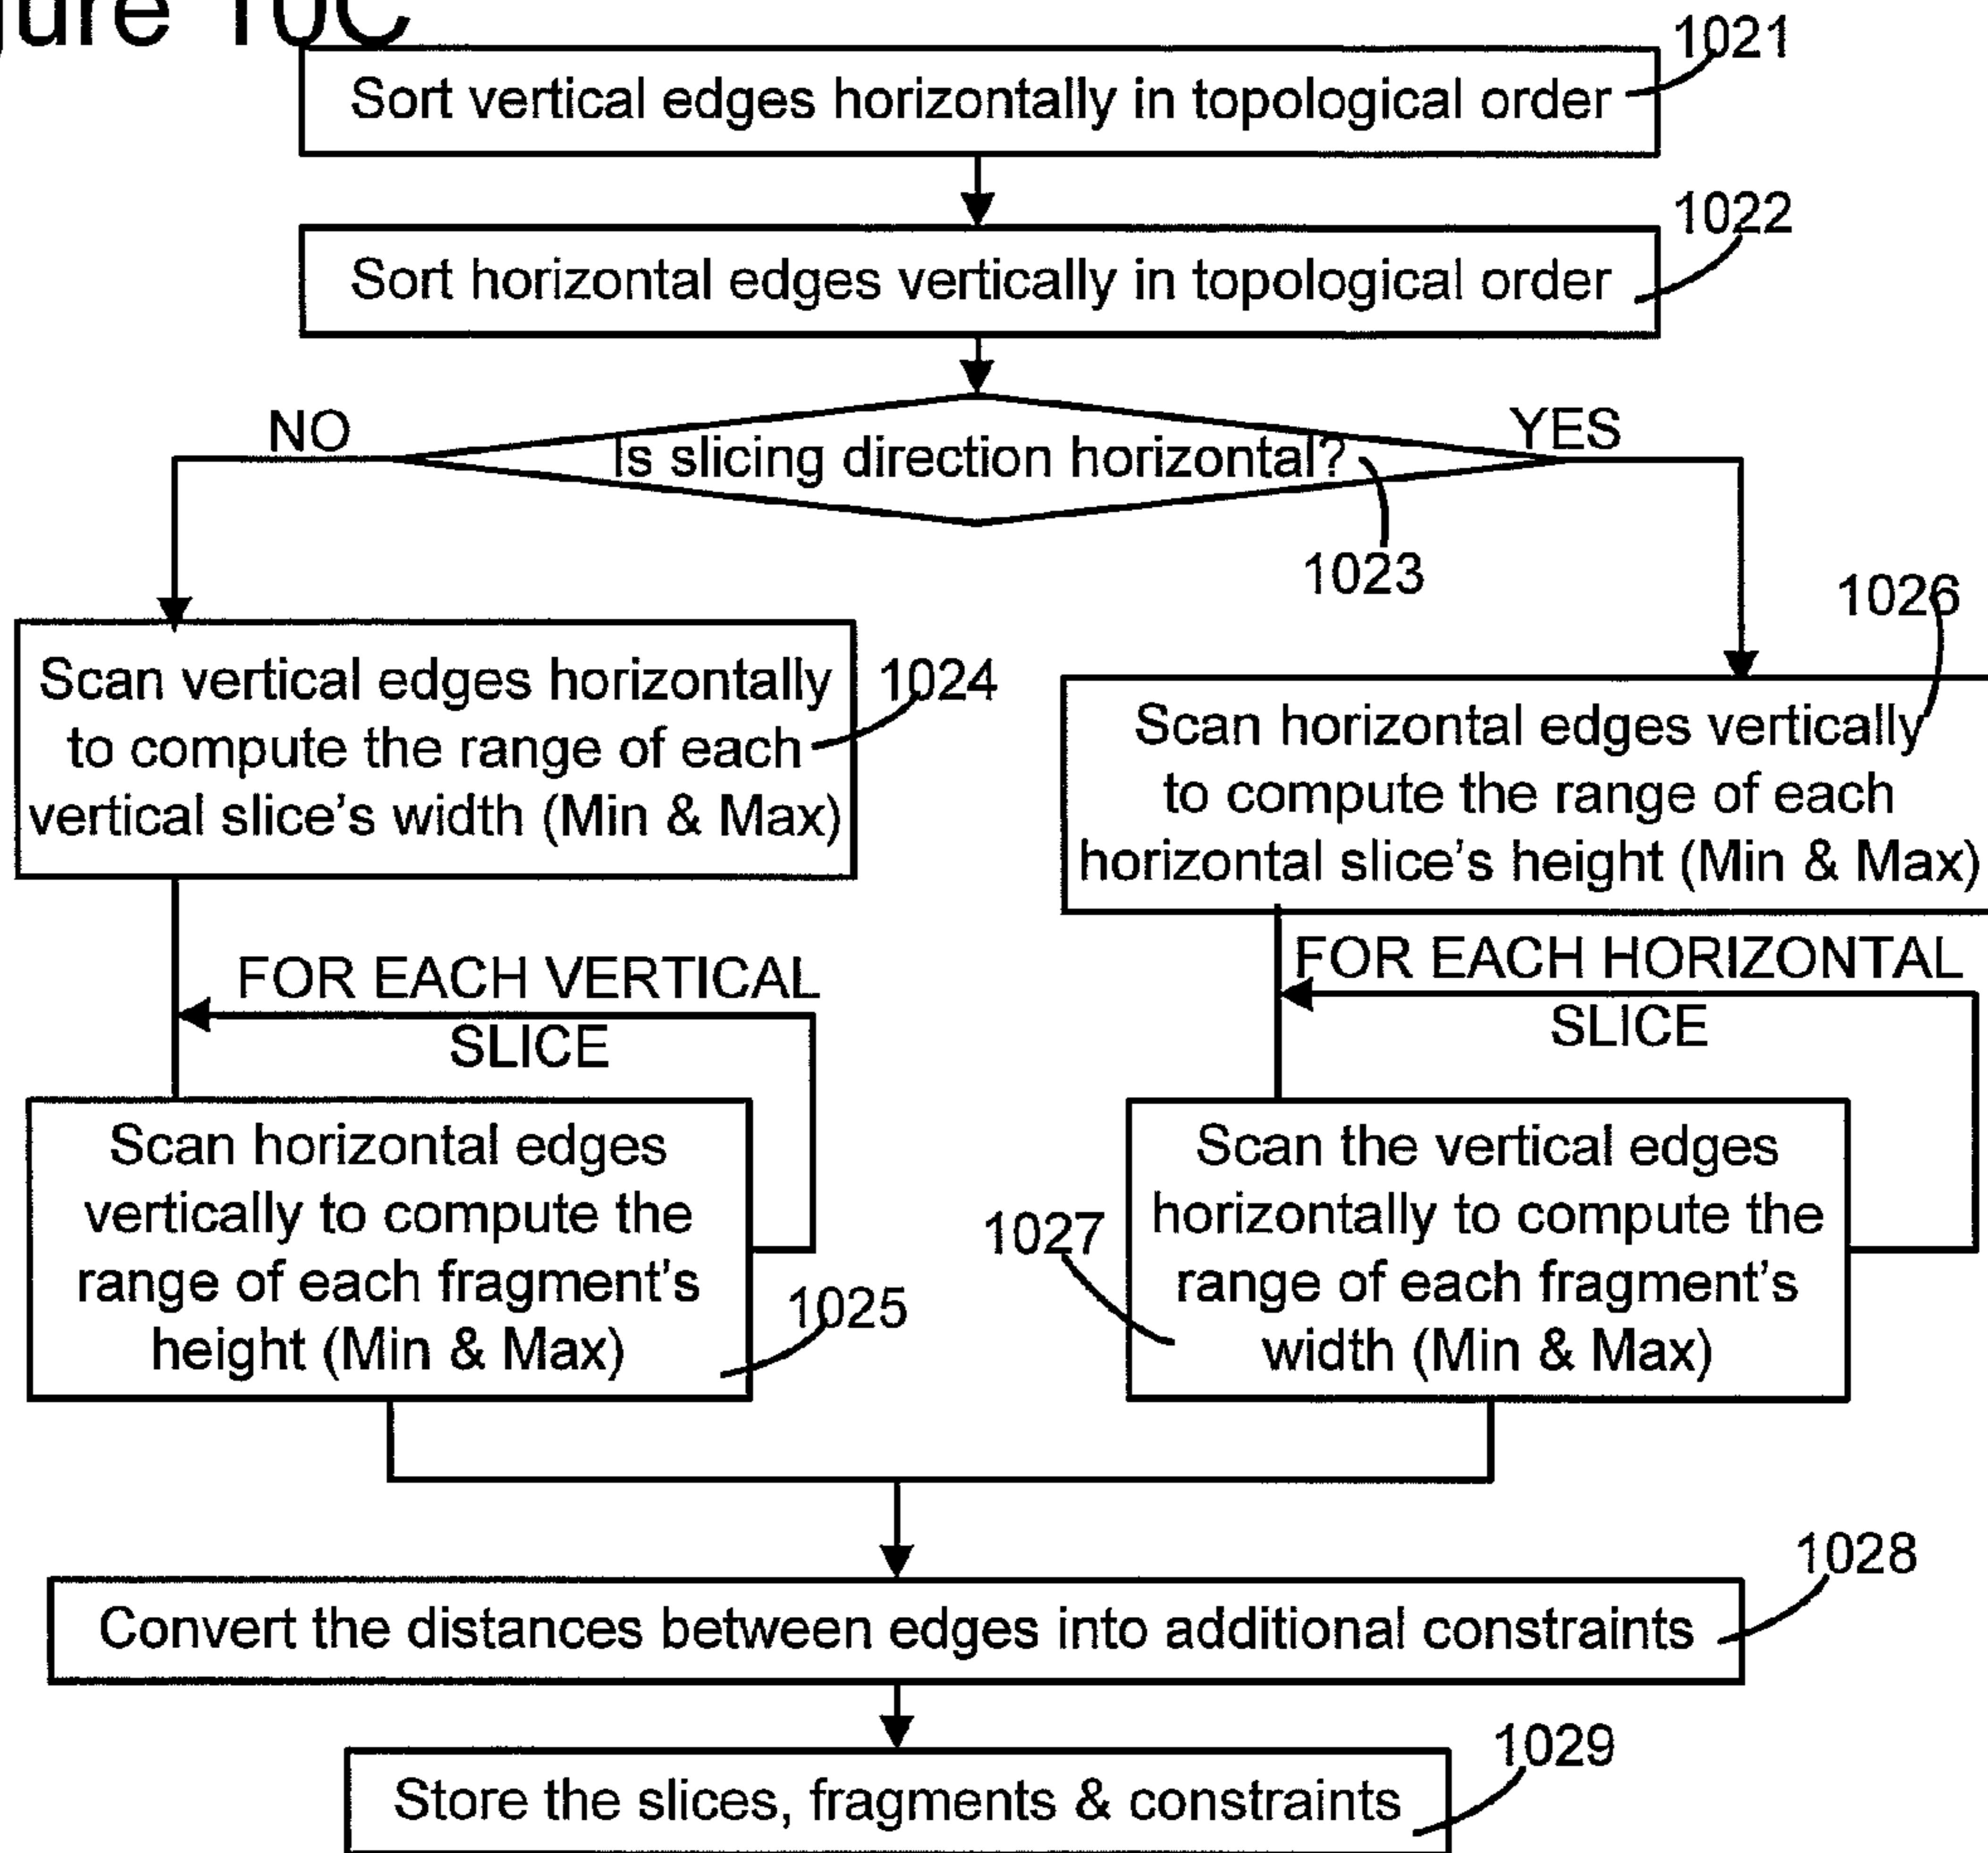 ure 10C
1021
Sort vertical edges horizontally in topological order
1022
Sort horizontal edges vertically in topological order
NO
YES
Is slicing direction horizontal?
1023
1024
Scan vertical edges horizontally
to compute the range of each
vertical slice's width (Min & Max)
1026
Scan horizontal edges vertically
to compute the range of each
horizontal slice's height (Min & Max)
FOR EACH VERTICAL
SLICE
FOR EACH HORIZONTAL
SLICE
Scan horizontal edges
vertically to compute the
range of each fragment's
height (Min & Max)
1025
1027
Scan the vertical edges
horizontally to compute the
range of each fragment's
width (Min & Max)
1028
Convert the distances between edges into additional constraints
1029
Store the slices, fragments & constraints